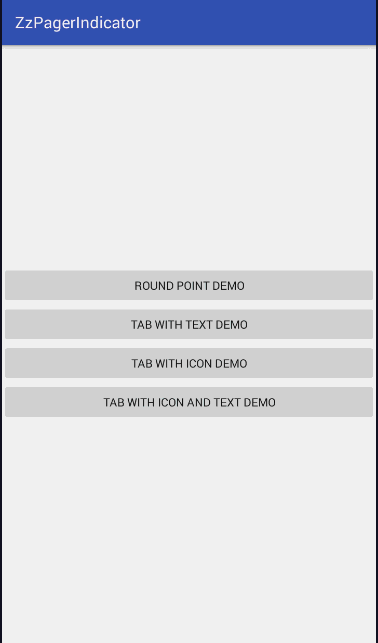 ZzPagerIndicator
ROUND POINT DEMO
TAB WITH TEXT DEMO
TAB WITH ICON DEMO
TAB WITH ICON AND TEXT DEMO